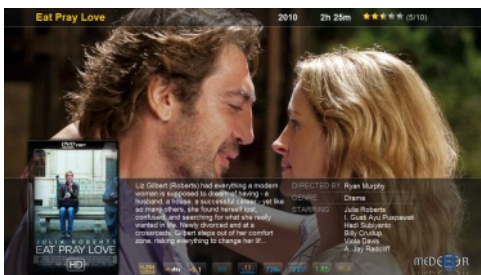 Eat Pray Love 2010 2h 25m (5/10)
Liz Gilbert (Roberts) had everything a modern
woman is supposed to dream of having - a
husband, a house, a successful career - yet like
so many others, she found herself lost,
confused, and searching for what she really
wanted in life. Newly divorced and at a
crossroads, Gilbert steps out of her comfort
zone, risking everything to change her lif...
DIRECTED BY Ryan Murphy
GENRE Drama
STARRING Julia Roberts
I. Gusti Ayu Puspawati
Hadi Subiyanto
Billy Crudup
Viola Davis
A. Jay Radcliff
JULIA ROBERTS
EAT PRAY LOVE
HD
dts 5.1
MEDE8ER